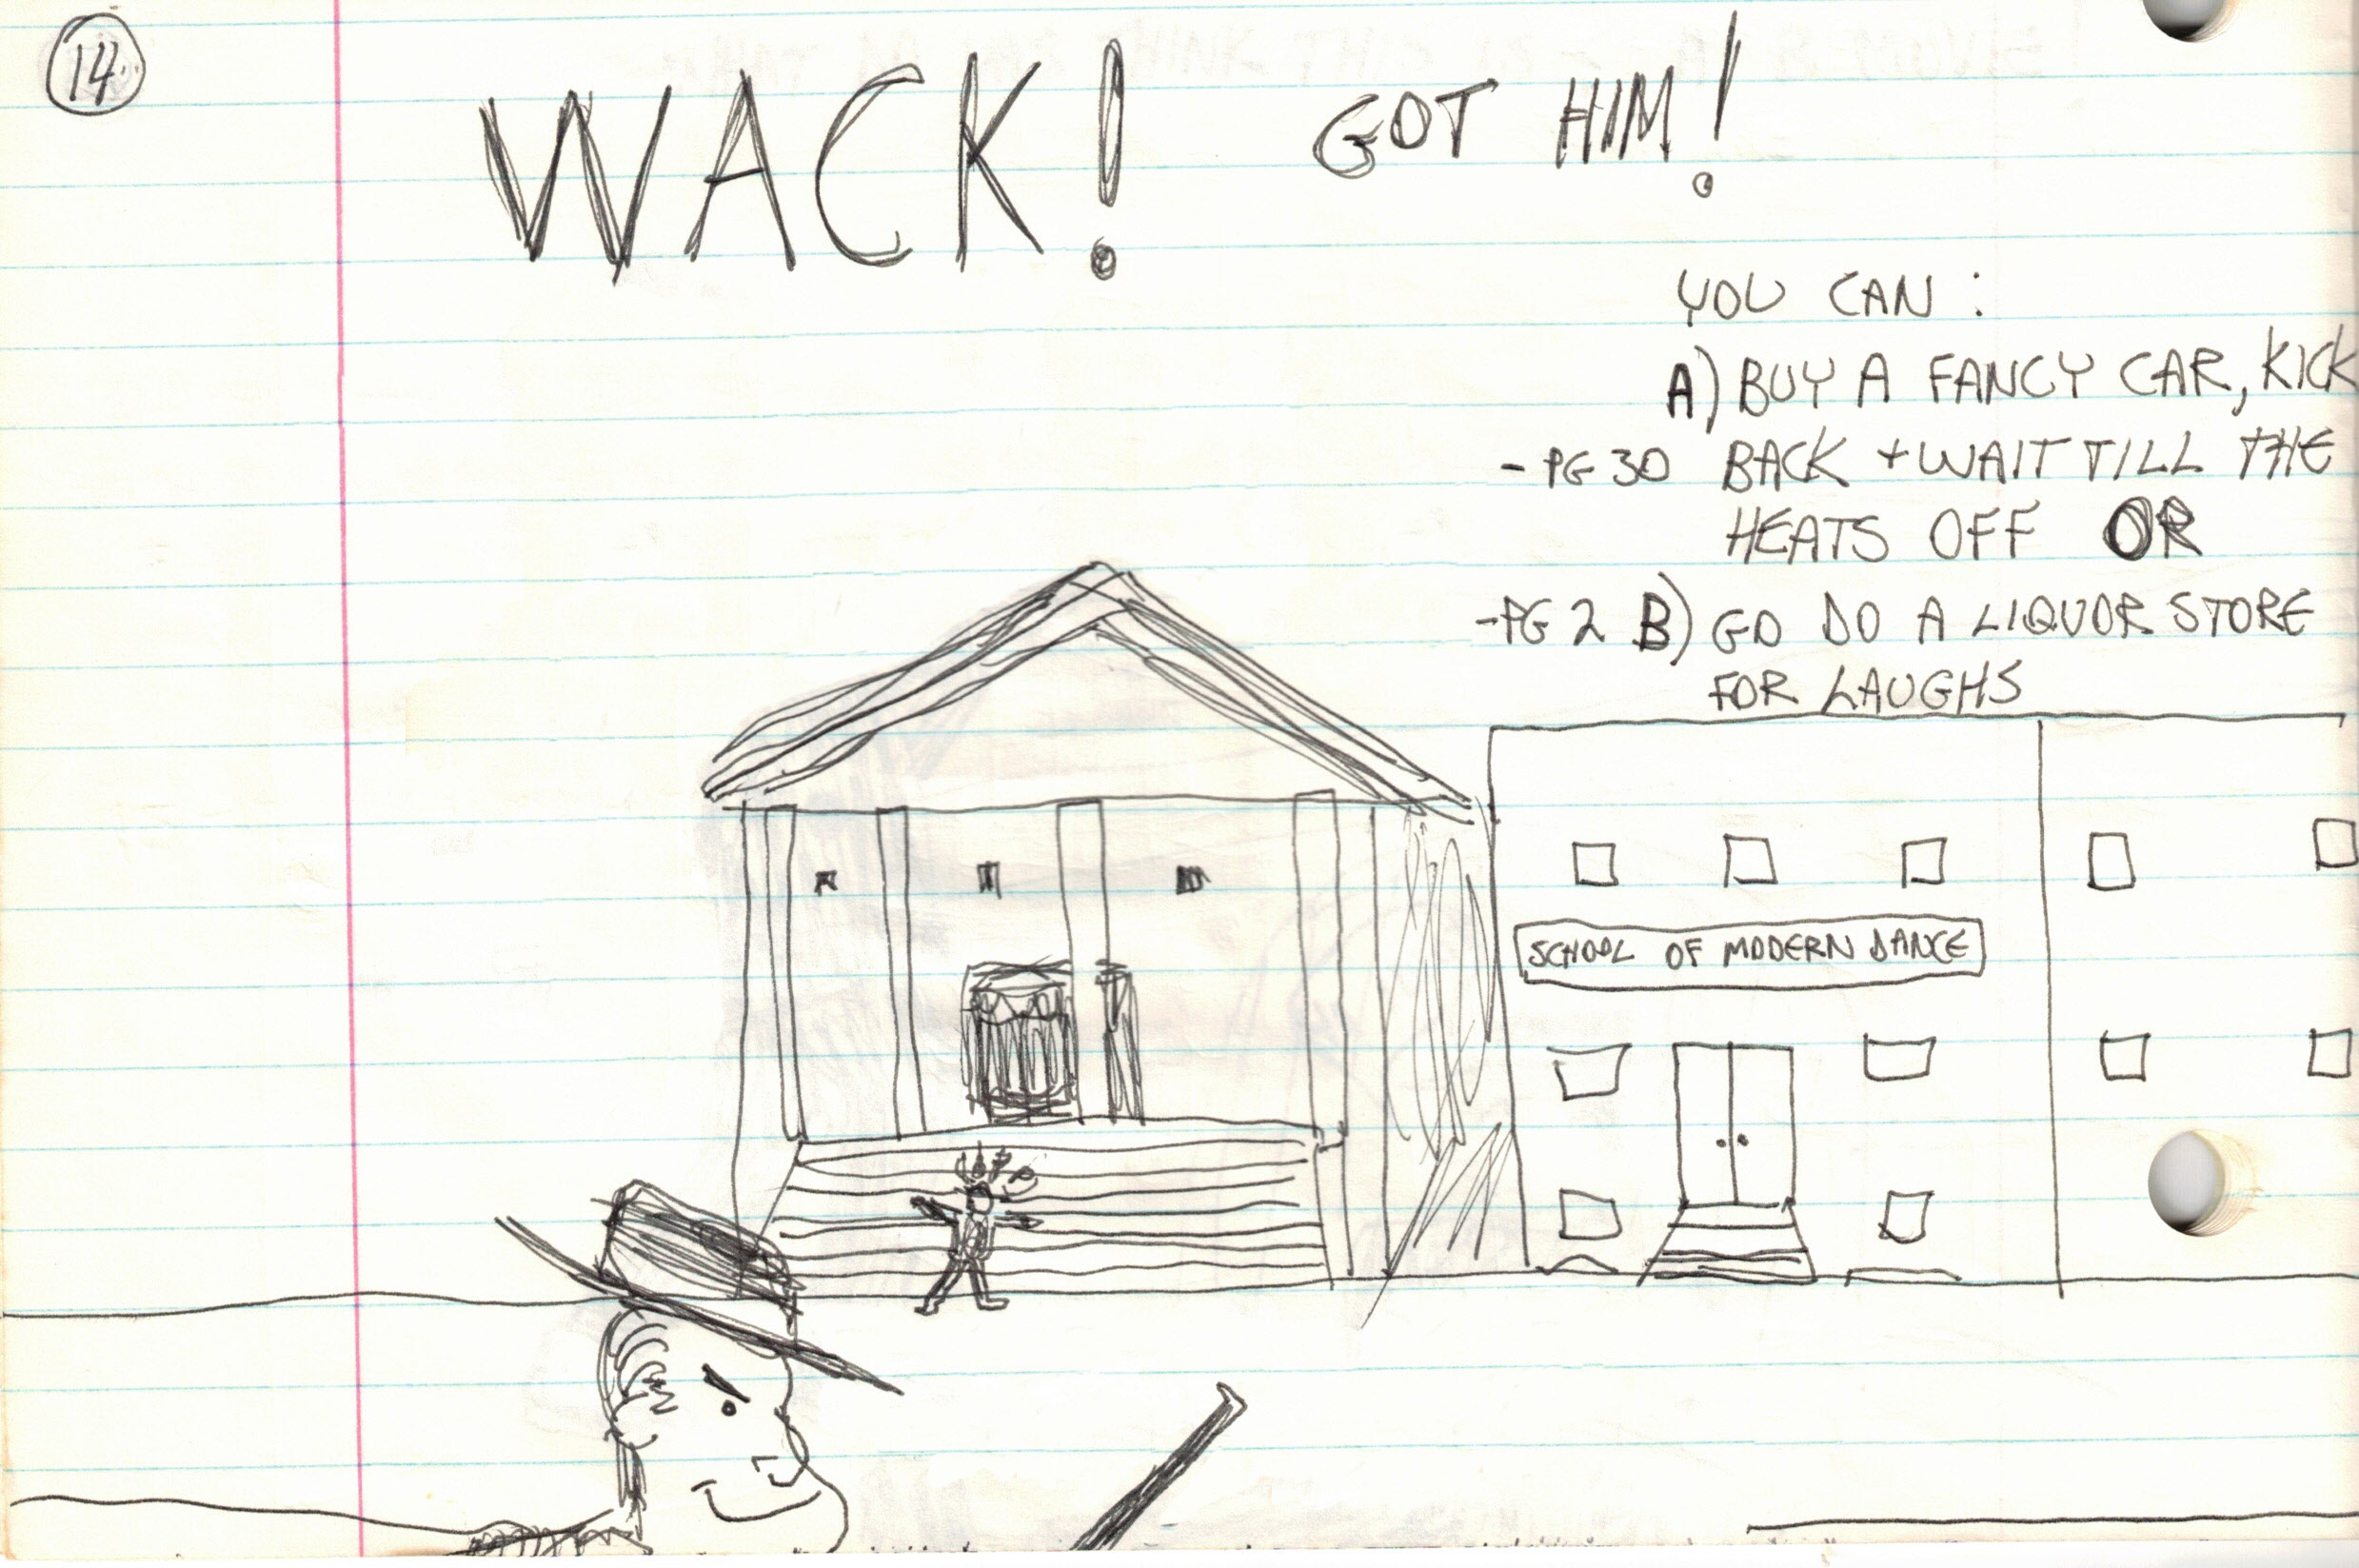 14
WACK! GOT HIM!
YOU CAN:
A) BUY A FANCY CAR, KICK
-PG 30 BACK + WAIT TILL THE
HEATS OFF OR
-PG 2 B) GO DO A LIQUOR STORE
FOR LAUGHS
SCHOOL OF MODERN DANCE